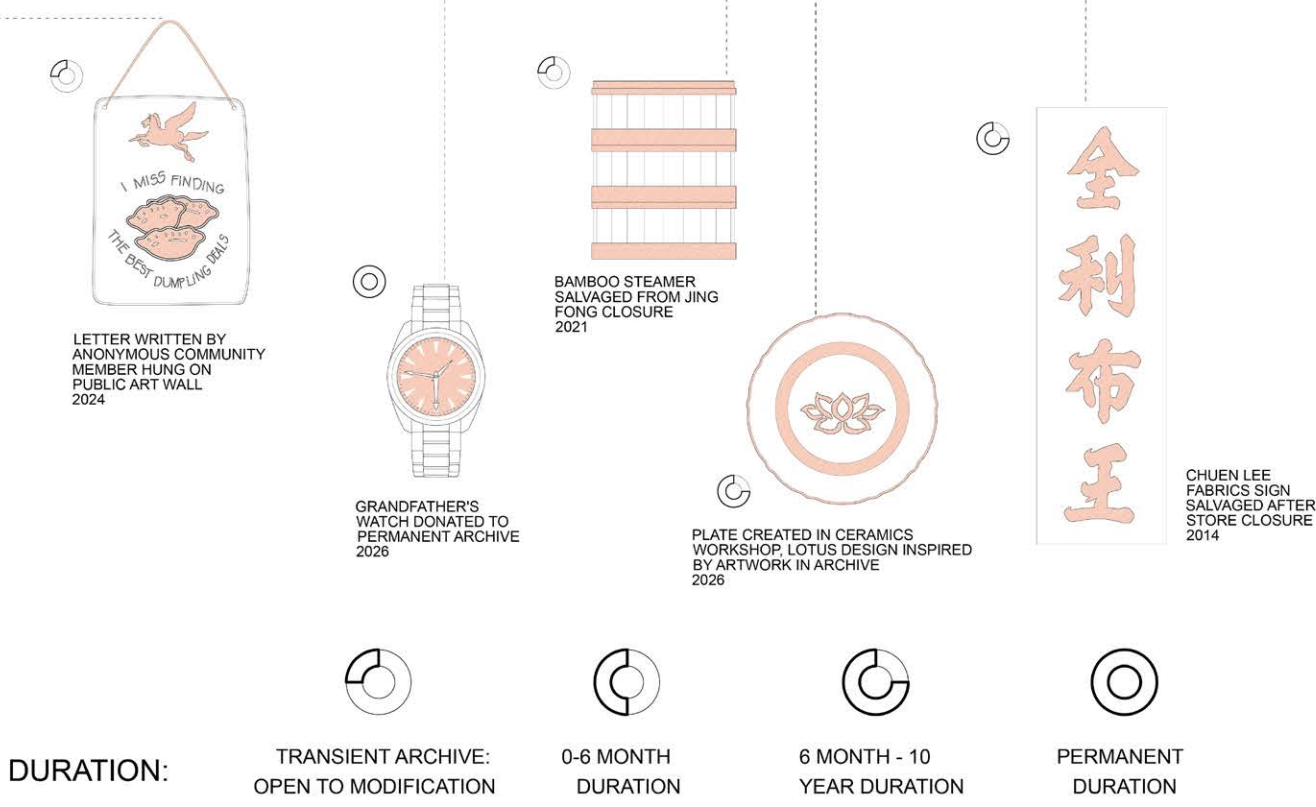 I MISS FINDING
THE BEST DUMPLING DEALS
LETTER WRITTEN BY
ANONYMOUS COMMUNITY
MEMBER HUNG ON
PUBLIC ART WALL
2024
GRANDFATHER'S
WATCH DONATED TO
PERMANENT ARCHIVE
2026
BAMBOO STEAMER
SALVAGED FROM JING
FONG CLOSURE
2021
PLATE CREATED IN CERAMICS
WORKSHOP, LOTUS DESIGN INSPIRED
BY ARTWORK IN ARCHIVE
2026
全
利
布
王
CHUEN LEE
FABRICS SIGN
SALVAGED AFTER
STORE CLOSURE
2014
DURATION:
TRANSIENT ARCHIVE:
OPEN TO MODIFICATION
0-6 MONTH
DURATION
6 MONTH - 10
YEAR DURATION
PERMANENT
DURATION